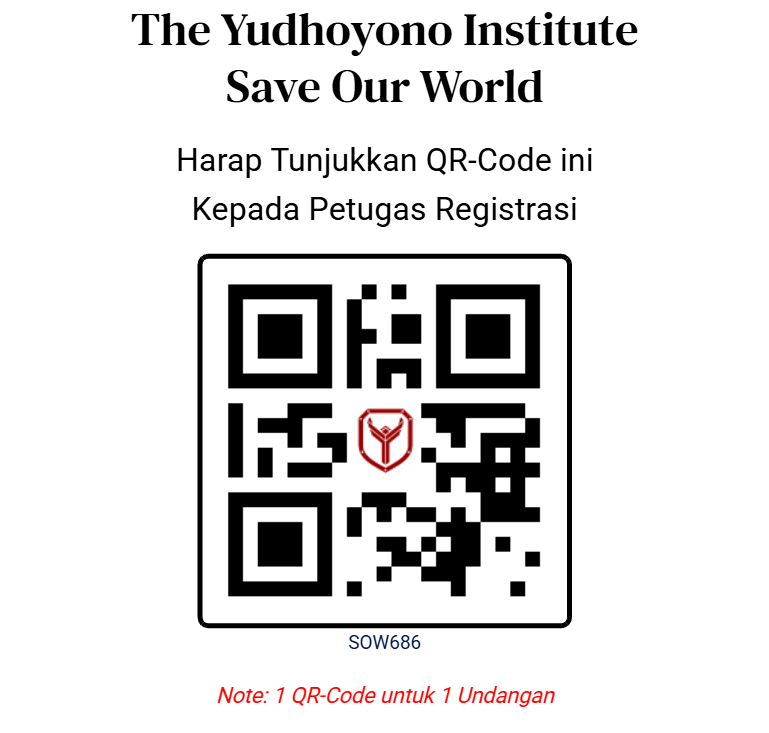 The Yudhoyono Institute
Save Our World
Harap Tunjukkan QR-Code ini
Kepada Petugas Registrasi
SOW686
Note: 1 QR-Code untuk 1 Undangan